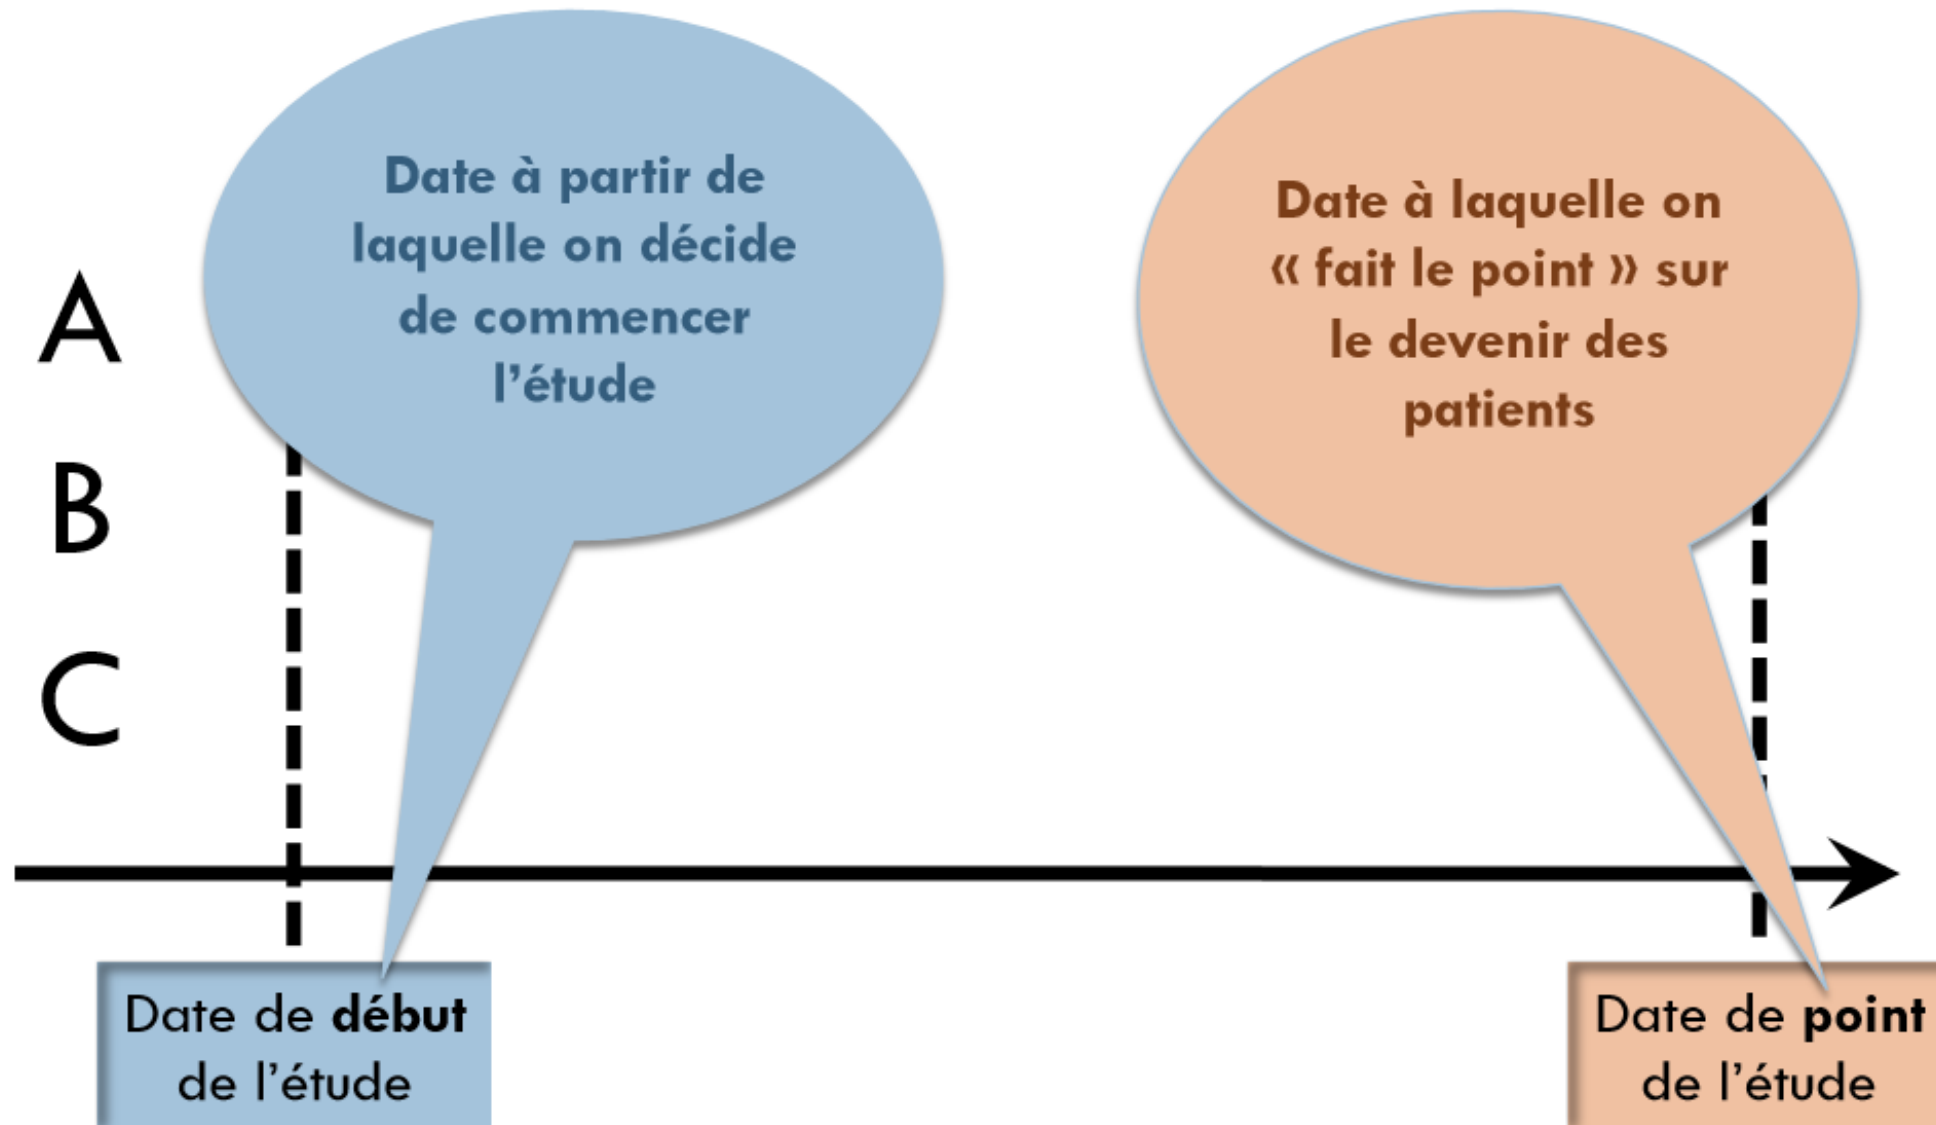 Date à partir de
laquelle on décide
de commencer
l'étude
Date à laquelle on
« fait le point » sur
le devenir des
patients
A
B
C
Date de début
de l'étude
Date de point
de l'étude